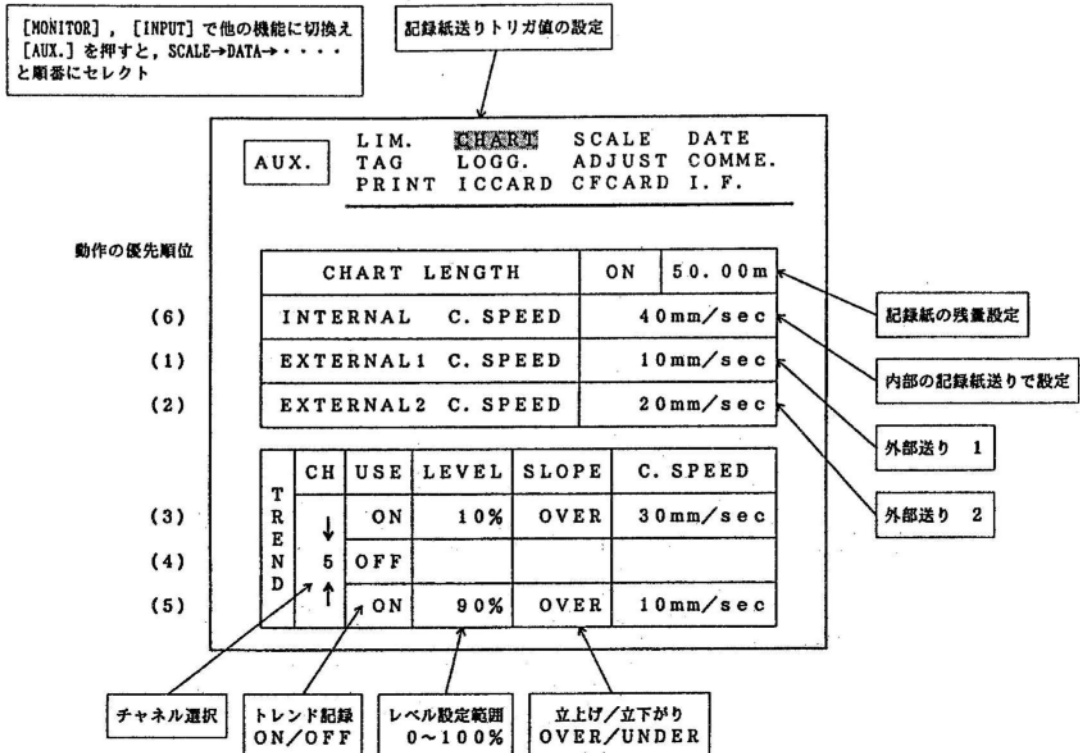 [MONITOR] , [INPUT] で他の機能に切換え
[AUX.] を押すと, SCALE→DATA→・・・・
と順番にセレクト
記録紙送りトリガ値の設定
AUX.
LIM. CHART SCALE DATE
TAG LOGG. ADJUST COMME.
PRINT ICCARD CFCARD I.F.
動作の優先順位
CHART LENGTH ON 50.00m
(6) INTERNAL C.SPEED 40mm/sec
(1) EXTERNAL1 C.SPEED 10mm/sec
(2) EXTERNAL2 C.SPEED 20mm/sec
記録紙の残量設定
内部の記録紙送りで設定
外部送り 1
外部送り 2
TREND
CH USE LEVEL SLOPE C.SPEED
(3) ↓ ON 10% OVER 30mm/sec
(4) 5 OFF
(5) ↑ ON 90% OVER 10mm/sec
チャネル選択
トレンド記録
ON/OFF
レベル設定範囲
0~100%
立上げ/立下がり
OVER/UNDER